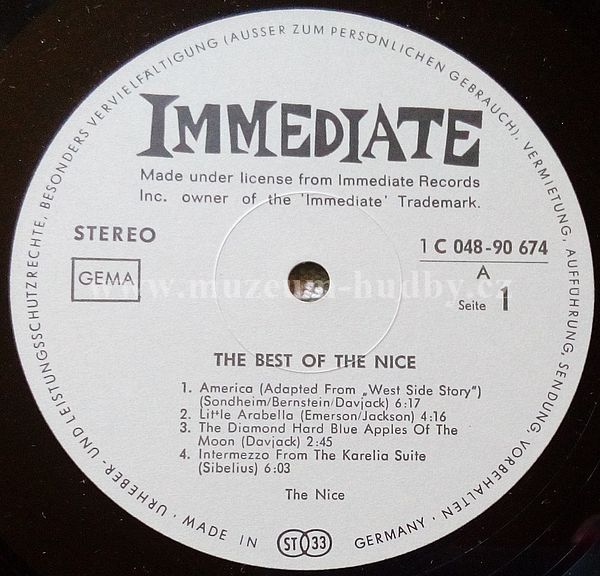 URHEBER- UND LEISTUNGSSCHUTZRECHTE, BESONDERS VERVIELFÄLTIGUNG (AUSSER ZUM PERSÖNLICHEN GEBRAUCH), VERMIETUNG, AUFFÜHRUNG, SENDUNG, VORBEHALTEN ·
IMMEDIATE
Made under license from Immediate Records
Inc. owner of the 'Immediate' Trademark.
STEREO
1 C 048-90 674
GEMA
A
Seite 1
www.muzeum-hudby.cz
THE BEST OF THE NICE
1. America (Adapted From „West Side Story")
(Sondheim/Bernstein/Davjack) 6:17
2. Little Arabella (Emerson/Jackson) 4:16
3. The Diamond Hard Blue Apples Of The
Moon (Davjack) 2:45
4. Intermezzo From The Karelia Suite
(Sibelius) 6:03
The Nice
· MADE IN
ST 33
GERMANY ·